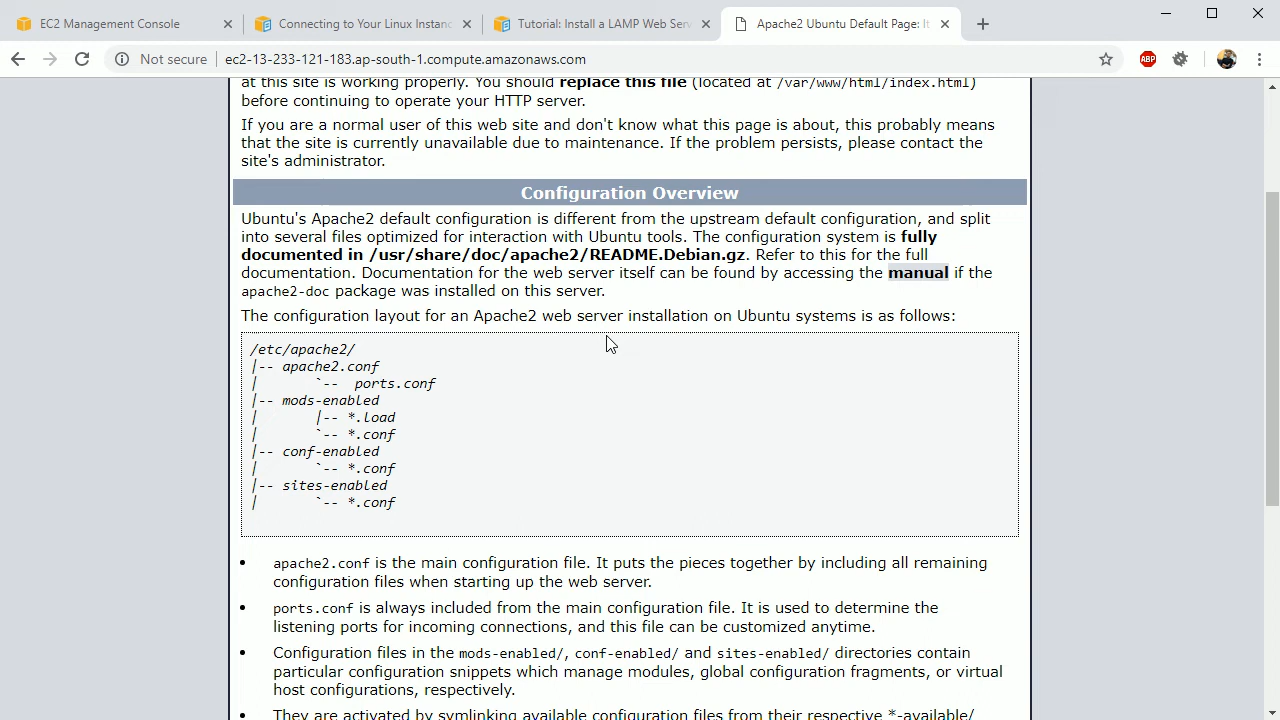 EC2 Management Console
Connecting to Your Linux Instanc
Tutorial: Install a LAMP Web Serv
Apache2 Ubuntu Default Page: It
Not secure
ec2-13-233-121-183.ap-south-1.compute.amazonaws.com
ABP
at this site is working properly. You should replace this file (located at /var/www/html/index.html)
before continuing to operate your HTTP server.
If you are a normal user of this web site and don't know what this page is about, this probably means
that the site is currently unavailable due to maintenance. If the problem persists, please contact the
site's administrator.
Configuration Overview
Ubuntu's Apache2 default configuration is different from the upstream default configuration, and split
into several files optimized for interaction with Ubuntu tools. The configuration system is fully
documented in /usr/share/doc/apache2/README.Debian.gz. Refer to this for the full
documentation. Documentation for the web server itself can be found by accessing the manual if the
apache2-doc package was installed on this server.
The configuration layout for an Apache2 web server installation on Ubuntu systems is as follows:
/etc/apache2/
|-- apache2.conf
|       `--  ports.conf
|-- mods-enabled
|       |-- *.load
|       `-- *.conf
|-- conf-enabled
|       `-- *.conf
|-- sites-enabled
|       `-- *.conf
• apache2.conf is the main configuration file. It puts the pieces together by including all remaining
configuration files when starting up the web server.
• ports.conf is always included from the main configuration file. It is used to determine the
listening ports for incoming connections, and this file can be customized anytime.
• Configuration files in the mods-enabled/, conf-enabled/ and sites-enabled/ directories contain
particular configuration snippets which manage modules, global configuration fragments, or virtual
host configurations, respectively.
• They are activated by symlinking available configuration files from their respective *-available/